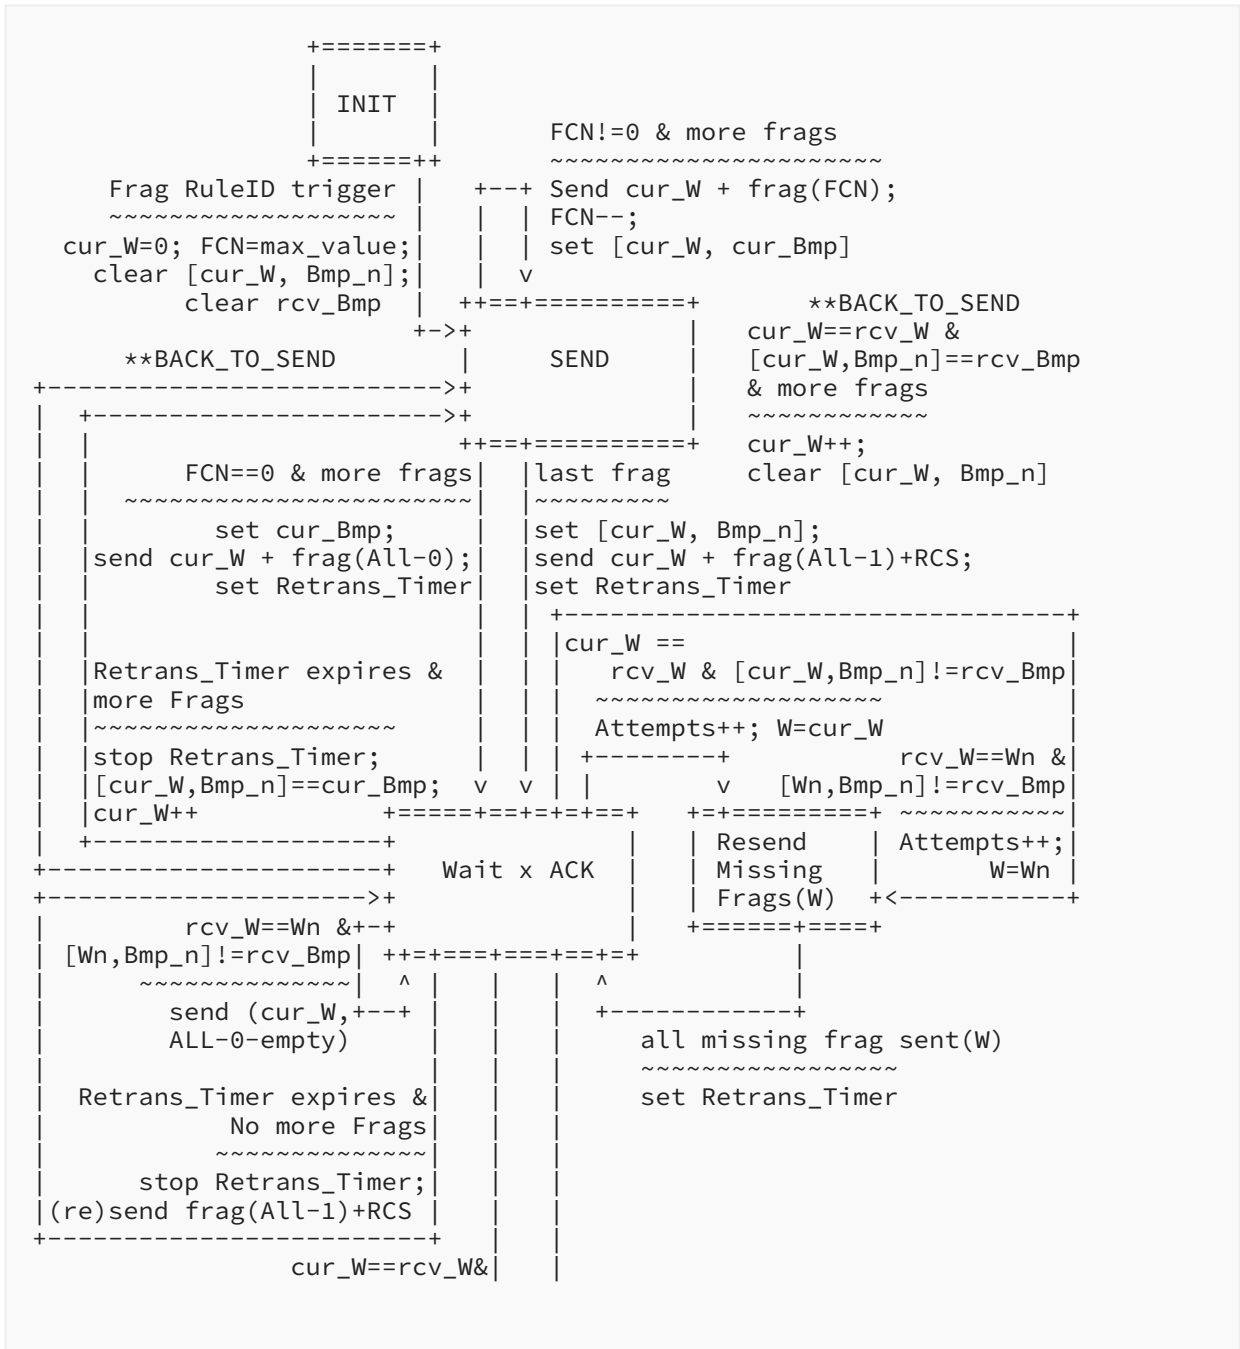 +=======+
                  |       |
                  | INIT  |
                  |       |       FCN!=0 & more frags
                  +======++       ~~~~~~~~~~~~~~~~~~~~~~
     Frag RuleID trigger |   +--+ Send cur_W + frag(FCN);
     ~~~~~~~~~~~~~~~~~~~ |   |  | FCN--;
  cur_W=0; FCN=max_value;|   |  | set [cur_W, cur_Bmp]
    clear [cur_W, Bmp_n];|   |  v
          clear rcv_Bmp  |  ++==+==========+       **BACK_TO_SEND
                         +->+              |   cur_W==rcv_W &
      **BACK_TO_SEND        |     SEND     |   [cur_W,Bmp_n]==rcv_Bmp
+-------------------------->+              |   & more frags
|  +----------------------->+              |   ~~~~~~~~~~~~
|  |                        ++==+==========+   cur_W++;
|  |      FCN==0 & more frags|  |last frag     clear [cur_W, Bmp_n]
|  |  ~~~~~~~~~~~~~~~~~~~~~~~|  |~~~~~~~~~
|  |        set cur_Bmp;     |  |set [cur_W, Bmp_n];
|  |send cur_W + frag(All-0);|  |send cur_W + frag(All-1)+RCS;
|  |        set Retrans_Timer|  |set Retrans_Timer
|  |                         |  | +---------------------------------+
|  |                         |  | |cur_W ==                         |
|  |Retrans_Timer expires &  |  | |   rcv_W & [cur_W,Bmp_n]!=rcv_Bmp|
|  |more Frags               |  | |  ~~~~~~~~~~~~~~~~~~~            |
|  |~~~~~~~~~~~~~~~~~~~~     |  | |  Attempts++; W=cur_W            |
|  |stop Retrans_Timer;      |  | | +--------+           rcv_W==Wn &|
|  |[cur_W,Bmp_n]==cur_Bmp;  v  v | |        v   [Wn,Bmp_n]!=rcv_Bmp|
|  |cur_W++            +=====+==+=+=+==+   +=+=========+ ~~~~~~~~~~~|
|  +-------------------+               |   | Resend    | Attempts++;|
+----------------------+   Wait x ACK  |   | Missing   |       W=Wn |
+--------------------->+               |   | Frags(W)  +<-----------+
|         rcv_W==Wn &+-+               |   +======+====+
| [Wn,Bmp_n]!=rcv_Bmp| ++=+===+===+==+=+          |
|      ~~~~~~~~~~~~~~|  ^ |   |   |  ^            |
|        send (cur_W,+--+ |   |   |  +------------+
|        ALL-0-empty)     |   |   |     all missing frag sent(W)
|                         |   |   |     ~~~~~~~~~~~~~~~~~
|  Retrans_Timer expires &|   |   |     set Retrans_Timer
|            No more Frags|   |   |
|           ~~~~~~~~~~~~~~|   |   |
|      stop Retrans_Timer;|   |   |
|(re)send frag(All-1)+RCS |   |   |
+-------------------------+   |   |
                 cur_W==rcv_W&|   |